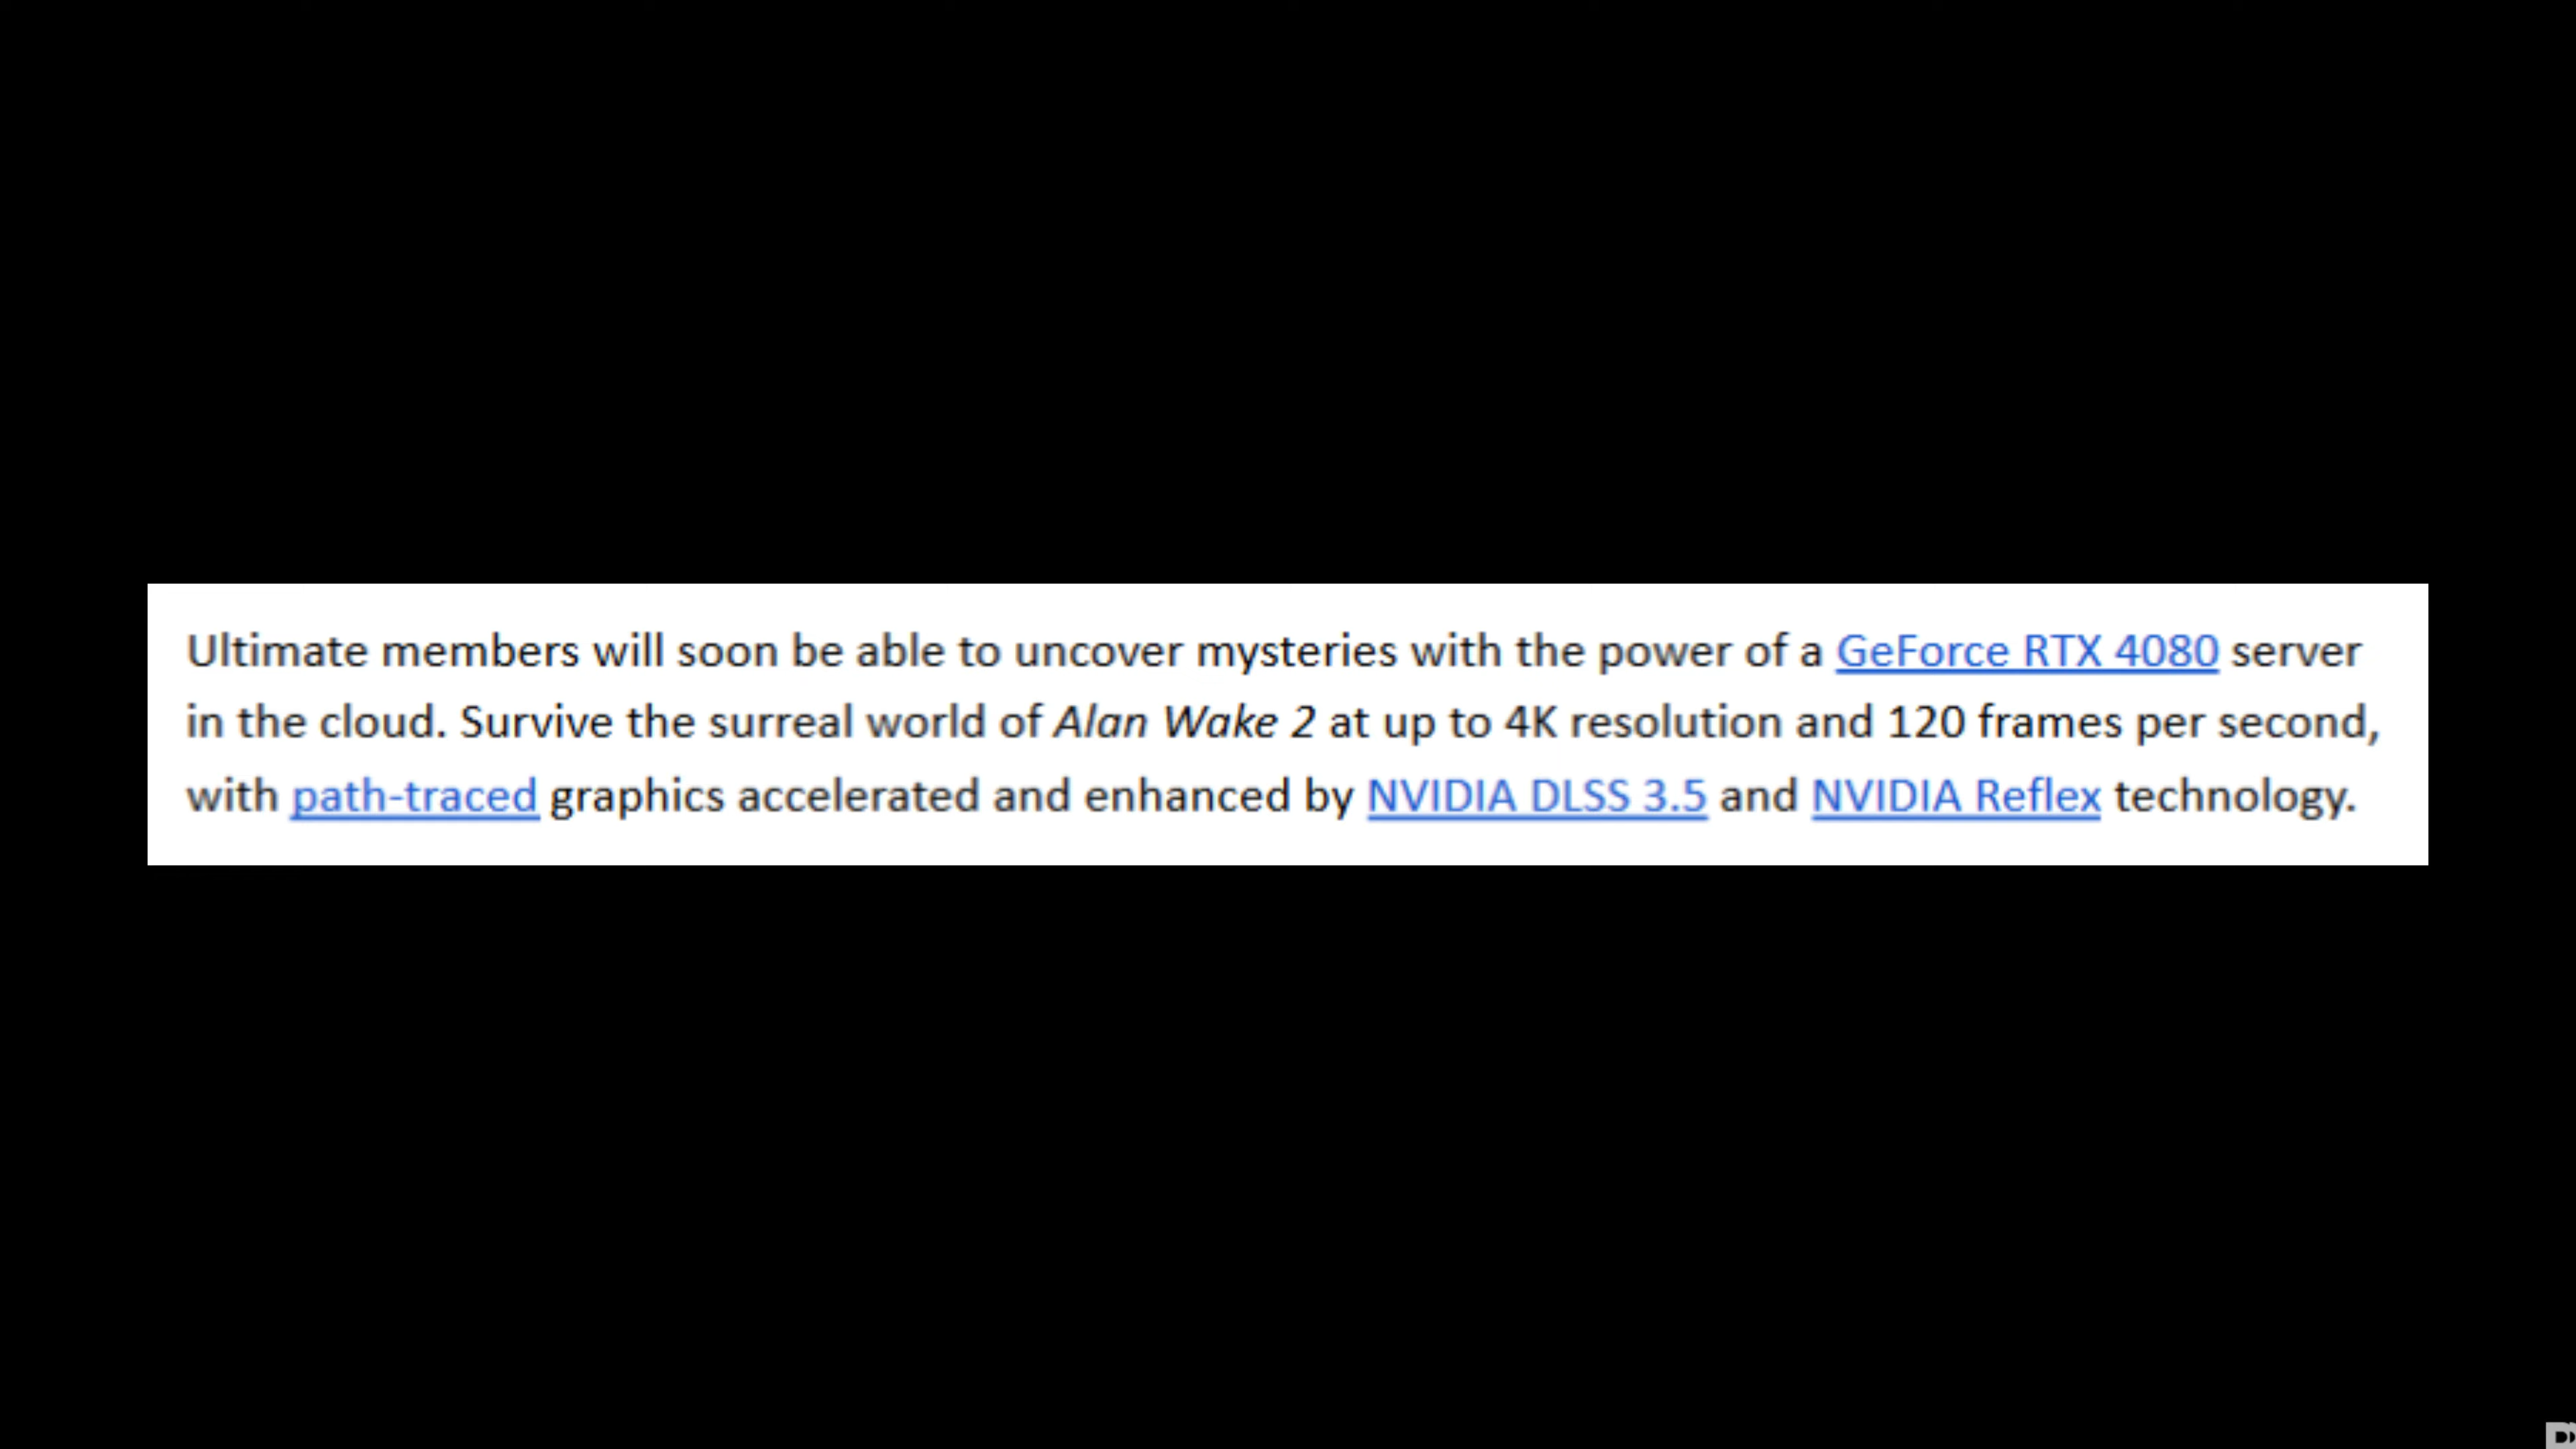 Ultimate members will soon be able to uncover mysteries with the power of a GeForce RTX 4080 server
in the cloud. Survive the surreal world of Alan Wake 2 at up to 4K resolution and 120 frames per second,
with path-traced graphics accelerated and enhanced by NVIDIA DLSS 3.5 and NVIDIA Reflex technology.